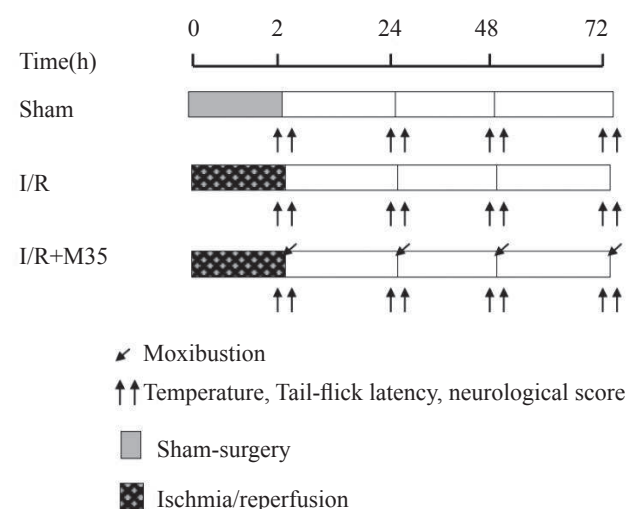 0 2 24 48 72
Time(h)
Sham
I/R
I/R+M35
Moxibustion
Temperature, Tail-flick latency, neurological score
Sham-surgery
Ischmia/reperfusion